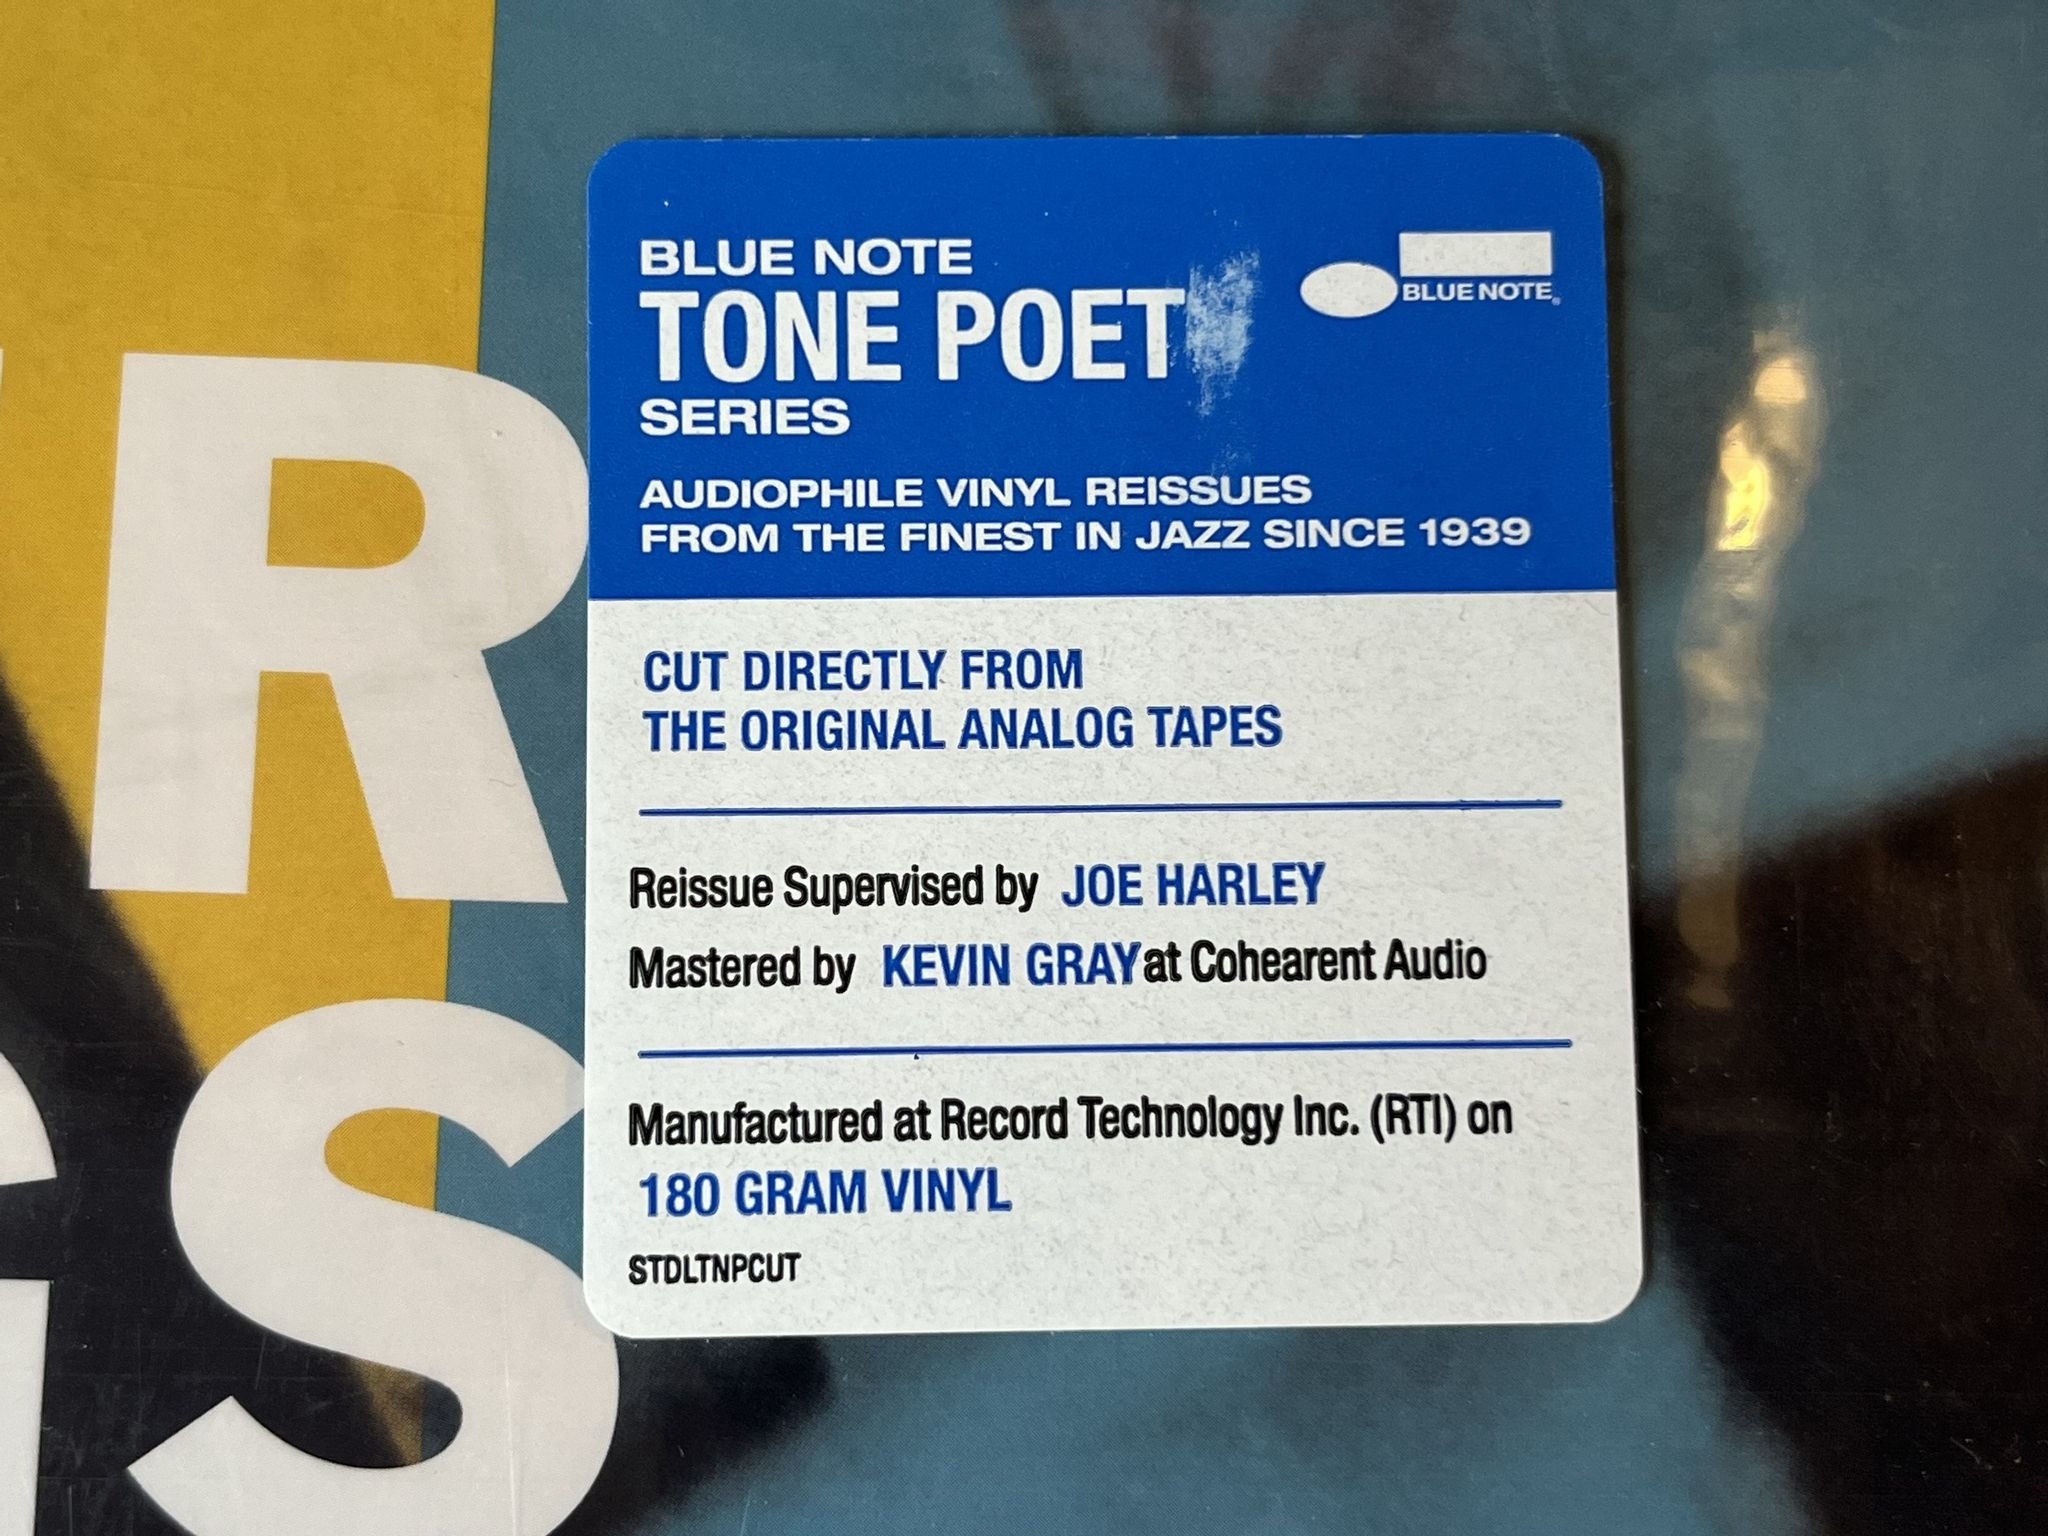 R
S
BLUE NOTE
TONE POET
SERIES
BLUE NOTE®
AUDIOPHILE VINYL REISSUES
FROM THE FINEST IN JAZZ SINCE 1939
CUT DIRECTLY FROM
THE ORIGINAL ANALOG TAPES
Reissue Supervised by JOE HARLEY
Mastered by KEVIN GRAY at Cohearent Audio
Manufactured at Record Technology Inc. (RTI) on
180 GRAM VINYL
STDLTNPCUT